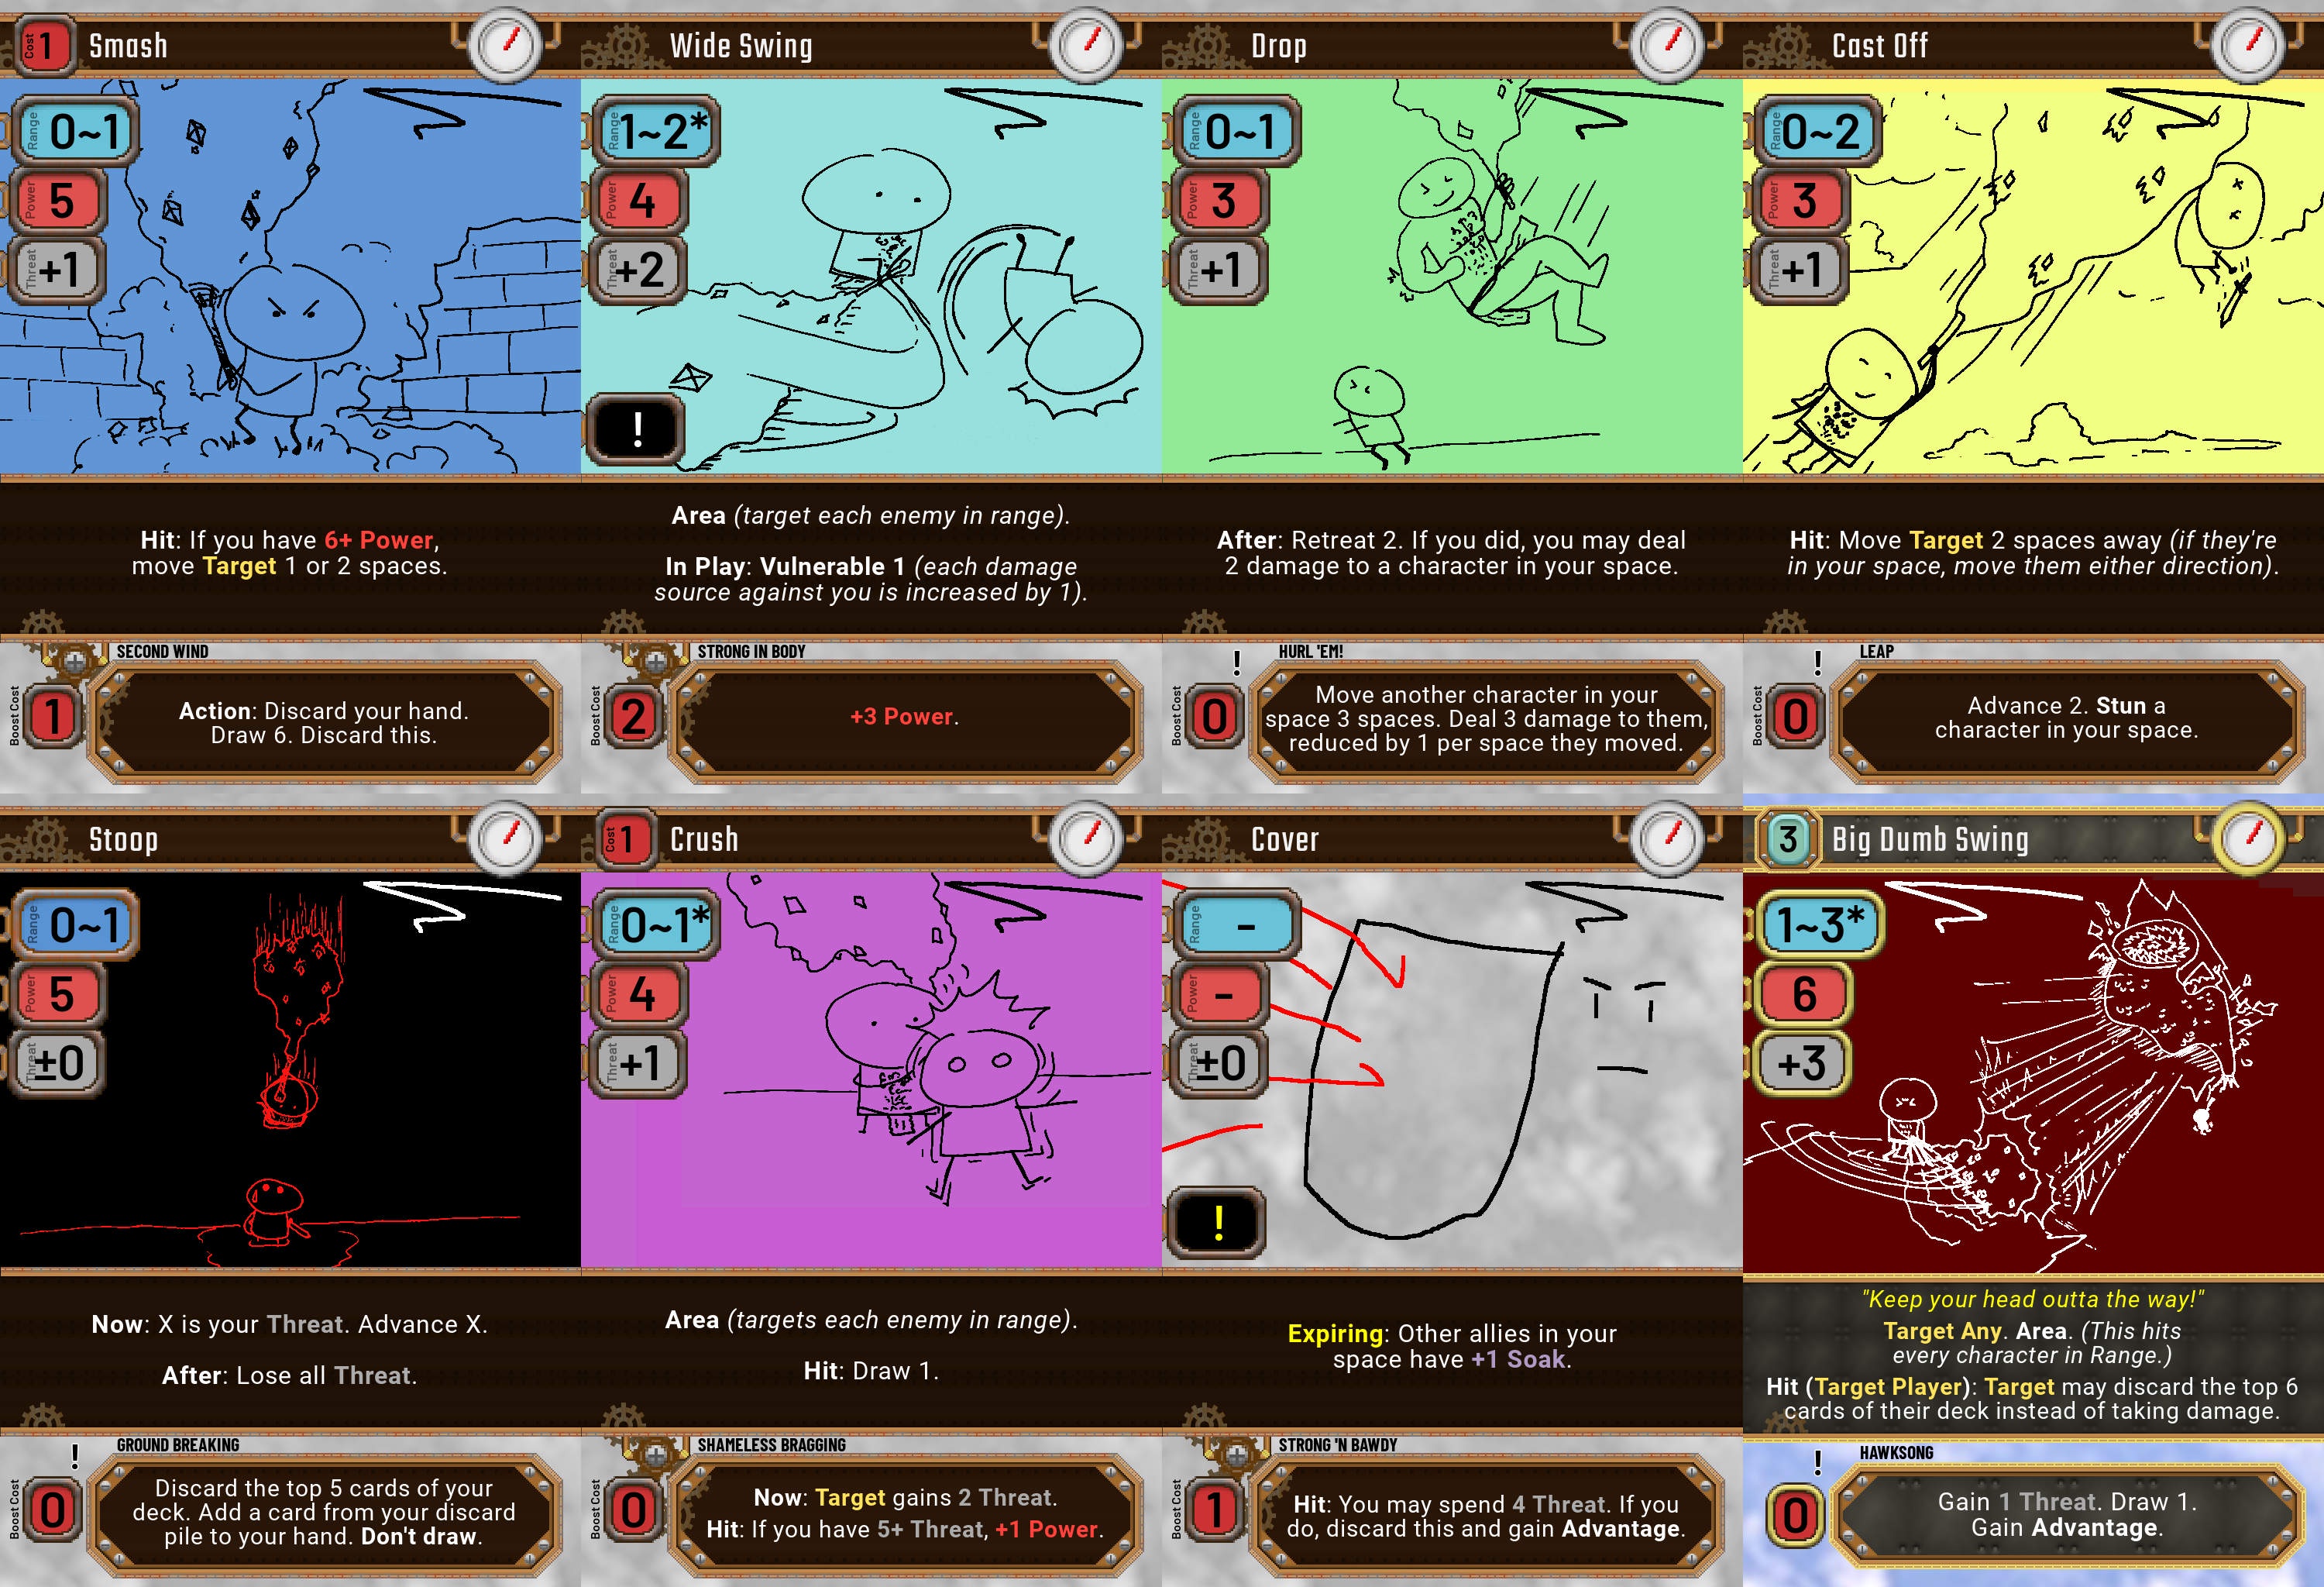 Cost 1 Smash
Range 0~1
Power 5
Threat +1
Hit: If you have 6+ Power,
move Target 1 or 2 spaces.
SECOND WIND
Boost Cost 1
Action: Discard your hand.
Draw 6. Discard this.
Wide Swing
Range 1~2*
Power 4
Threat +2
!
Area (target each enemy in range).
In Play: Vulnerable 1 (each damage
source against you is increased by 1).
STRONG IN BODY
Boost Cost 2
+3 Power.
Drop
Range 0~1
Power 3
Threat +1
After: Retreat 2. If you did, you may deal
2 damage to a character in your space.
! HURL 'EM!
Boost Cost 0
Move another character in your
space 3 spaces. Deal 3 damage to them,
reduced by 1 per space they moved.
Cast Off
Range 0~2
Power 3
Threat +1
Hit: Move Target 2 spaces away (if they're
in your space, move them either direction).
! LEAP
Boost Cost 0
Advance 2. Stun a
character in your space.
Stoop
Range 0~1
Power 5
Threat ±0
Now: X is your Threat. Advance X.
After: Lose all Threat.
! GROUND BREAKING
Boost Cost 0
Discard the top 5 cards of your
deck. Add a card from your discard
pile to your hand. Don't draw.
Cost 1 Crush
Range 0~1*
Power 4
Threat +1
Area (targets each enemy in range).
Hit: Draw 1.
SHAMELESS BRAGGING
Boost Cost 0
Now: Target gains 2 Threat.
Hit: If you have 5+ Threat, +1 Power.
Cover
Range -
Power -
Threat ±0
!
Expiring: Other allies in your
space have +1 Soak.
STRONG 'N BAWDY
Boost Cost 1
Hit: You may spend 4 Threat. If you
do, discard this and gain Advantage.
3 Big Dumb Swing
1~3*
6
+3
"Keep your head outta the way!"
Target Any. Area. (This hits
every character in Range.)
Hit (Target Player): Target may discard the top 6
cards of their deck instead of taking damage.
! HAWKSONG
0
Gain 1 Threat. Draw 1.
Gain Advantage.